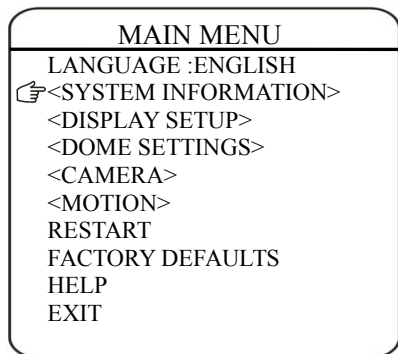 MAIN MENU
LANGUAGE :ENGLISH
<SYSTEM INFORMATION>
<DISPLAY SETUP>
<DOME SETTINGS>
<CAMERA>
<MOTION>
RESTART
FACTORY DEFAULTS
HELP
EXIT